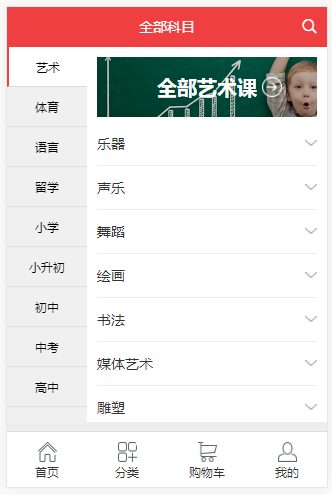 全部科目
艺术
体育
语言
留学
小学
小升初
初中
中考
高中
全部艺术课
乐器
声乐
舞蹈
绘画
书法
媒体艺术
雕塑
首页
分类
购物车
我的